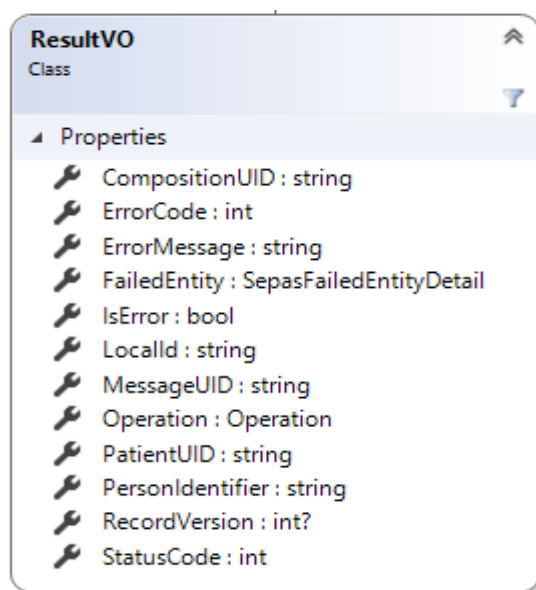 ResultVO
Class
Properties
CompositionUID : string
ErrorCode : int
ErrorMessage : string
FailedEntity : SepasFailedEntityDetail
IsError : bool
LocalId : string
MessageUID : string
Operation : Operation
PatientUID : string
PersonIdentifier : string
RecordVersion : int?
StatusCode : int